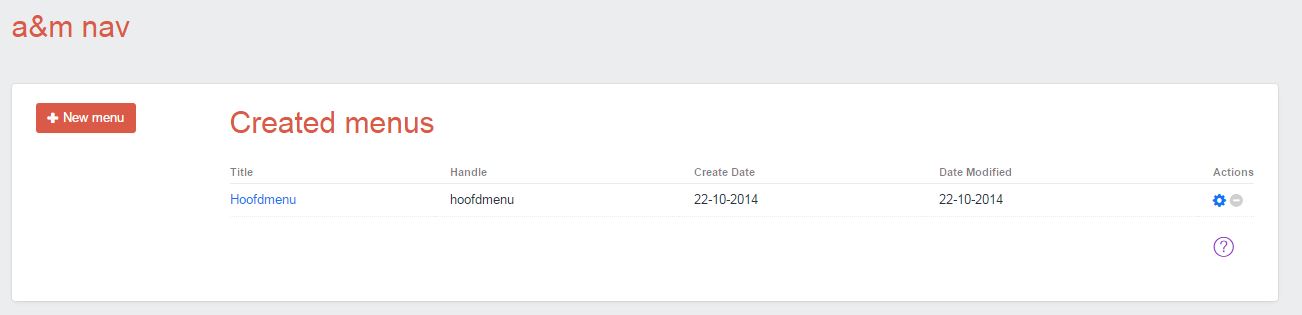 a&m nav
New menu
Created menus
Title Handle Create Date Date Modified Actions
Hoofdmenu hoofdmenu 22-10-2014 22-10-2014
?